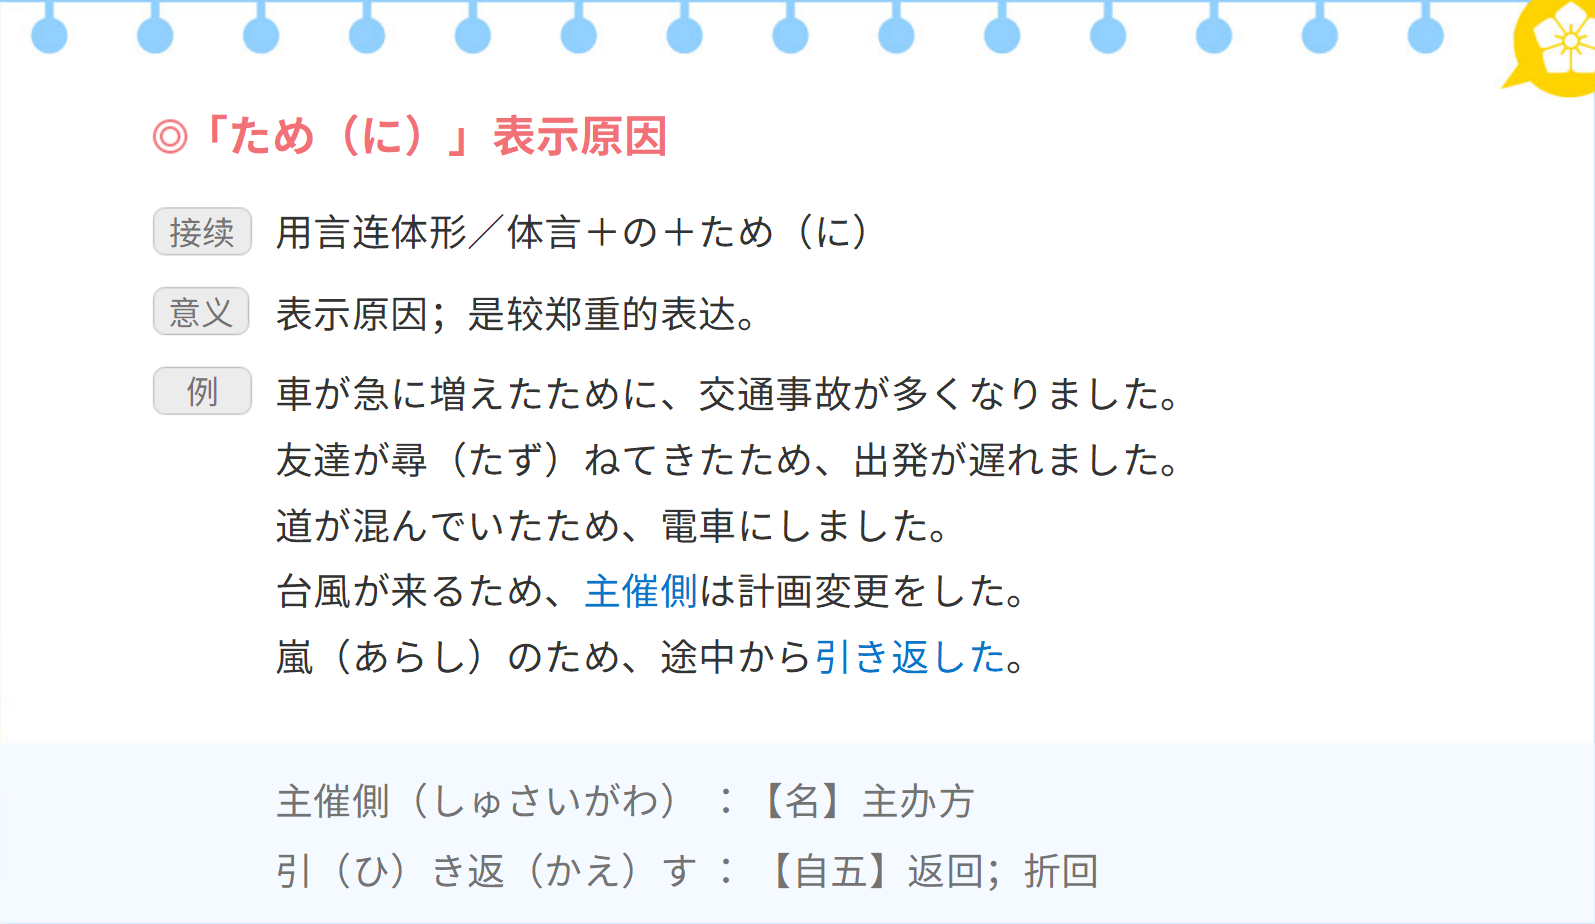 ◎「ため（に）」表示原因
接续 用言连体形／体言＋の＋ため（に）
意义 表示原因；是较郑重的表达。
例 車が急に増えたために、交通事故が多くなりました。
友達が尋（たず）ねてきたため、出発が遅れました。
道が混んでいたため、電車にしました。
台風が来るため、主催側は計画変更をした。
嵐（あらし）のため、途中から引き返した。
主催側（しゅさいがわ）：【名】主办方
引（ひ）き返（かえ）す：【自五】返回；折回